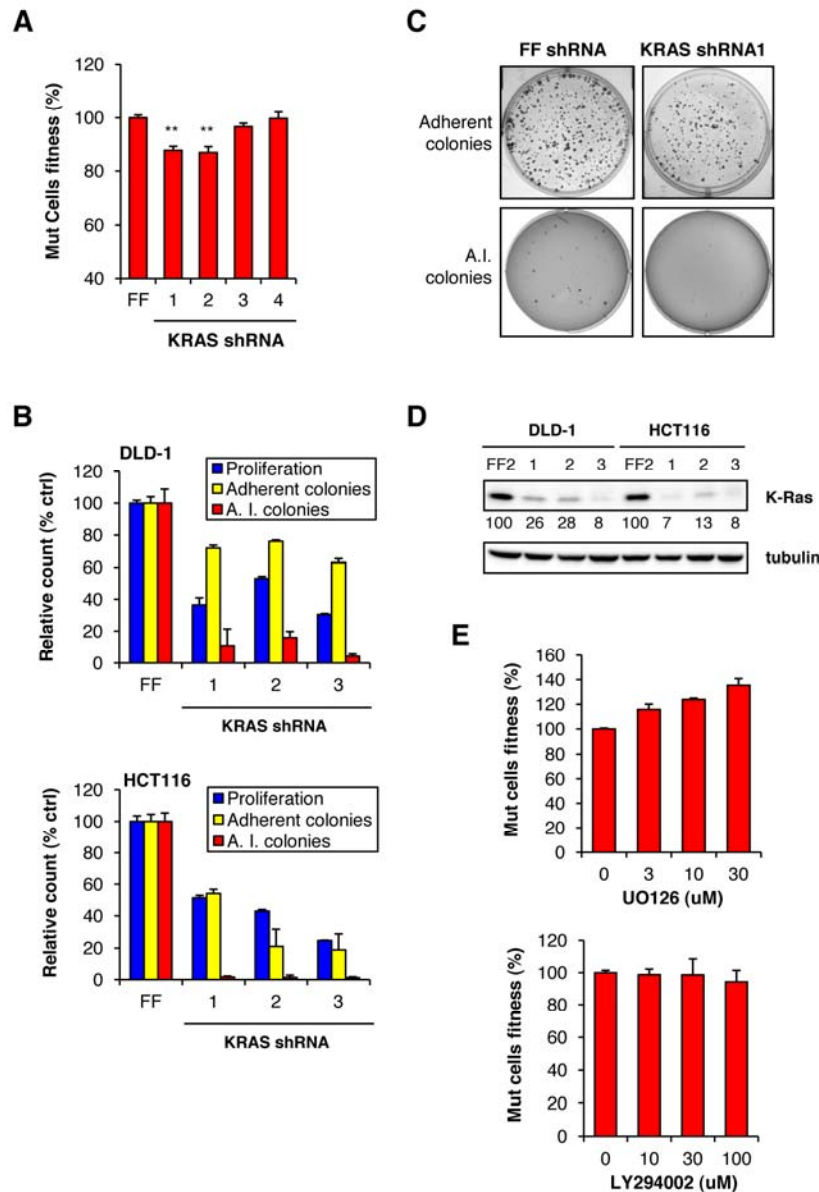 A
Mut Cells fitness (%)
120
100
80
60
40
** **
FF 1 2 3 4
KRAS shRNA
B
DLD-1
Relative count (% ctrl)
120
100
80
60
40
20
0
Proliferation
Adherent colonies
A. I. colonies
FF 1 2 3
KRAS shRNA
HCT116
Relative count (% ctrl)
120
100
80
60
40
20
0
Proliferation
Adherent colonies
A. I. colonies
FF 1 2 3
KRAS shRNA
C
FF shRNA KRAS shRNA1
Adherent
colonies
A.I.
colonies
D
DLD-1 HCT116
FF2 1 2 3 FF2 1 2 3
K-Ras
100 26 28 8 100 7 13 8
tubulin
E
Mut cells fitness (%)
160
140
120
100
80
60
40
20
0
0 3 10 30
UO126 (uM)
Mut cells fitness (%)
120
100
80
60
40
20
0
0 10 30 100
LY294002 (uM)